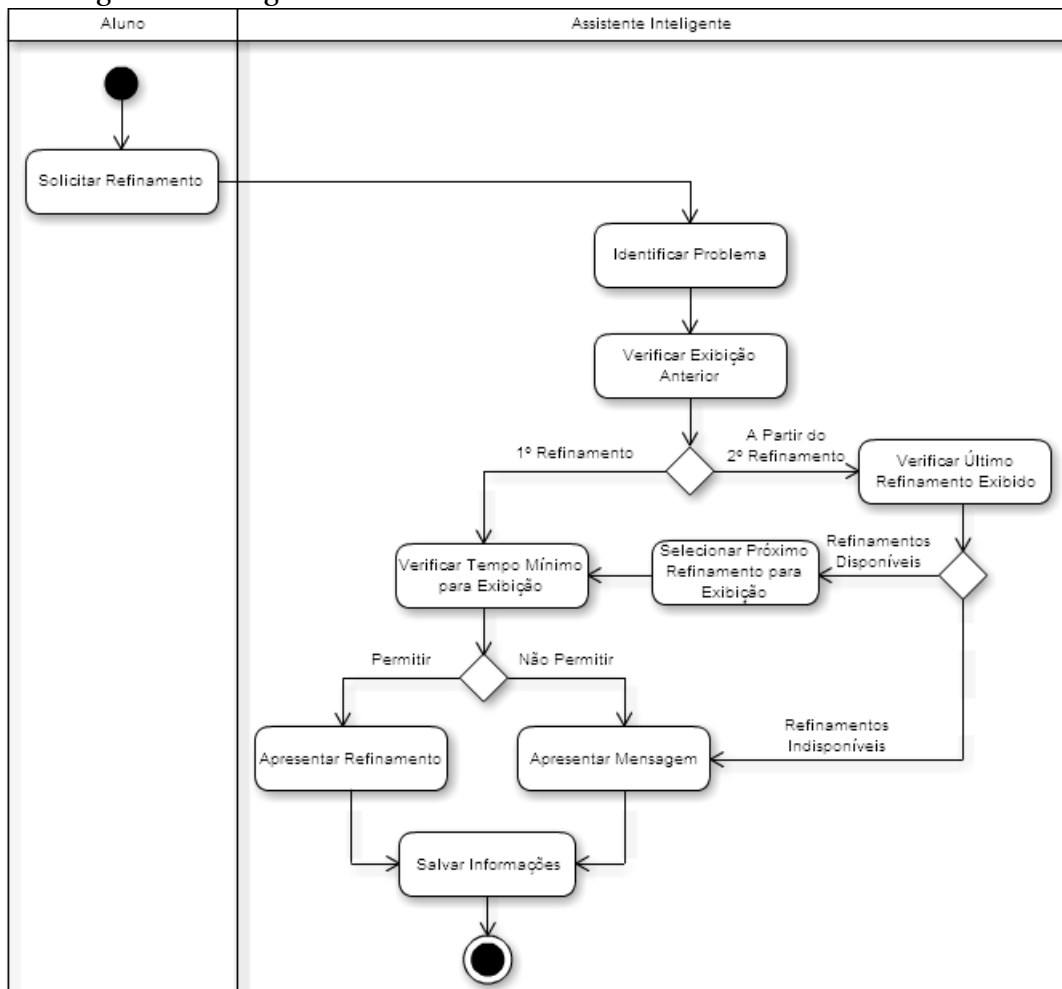 Aluno
Assistente Inteligente
Solicitar Refinamento
Identificar Problema
Verificar Exibição
Anterior
1º Refinamento
A Partir do
2º Refinamento
Verificar Último
Refinamento Exibido
Verificar Tempo Mínimo
para Exibição
Selecionar Próximo
Refinamento para
Exibição
Refinamentos
Disponíveis
Permitir
Não Permitir
Refinamentos
Indisponíveis
Apresentar Refinamento
Apresentar Mensagem
Salvar Informações